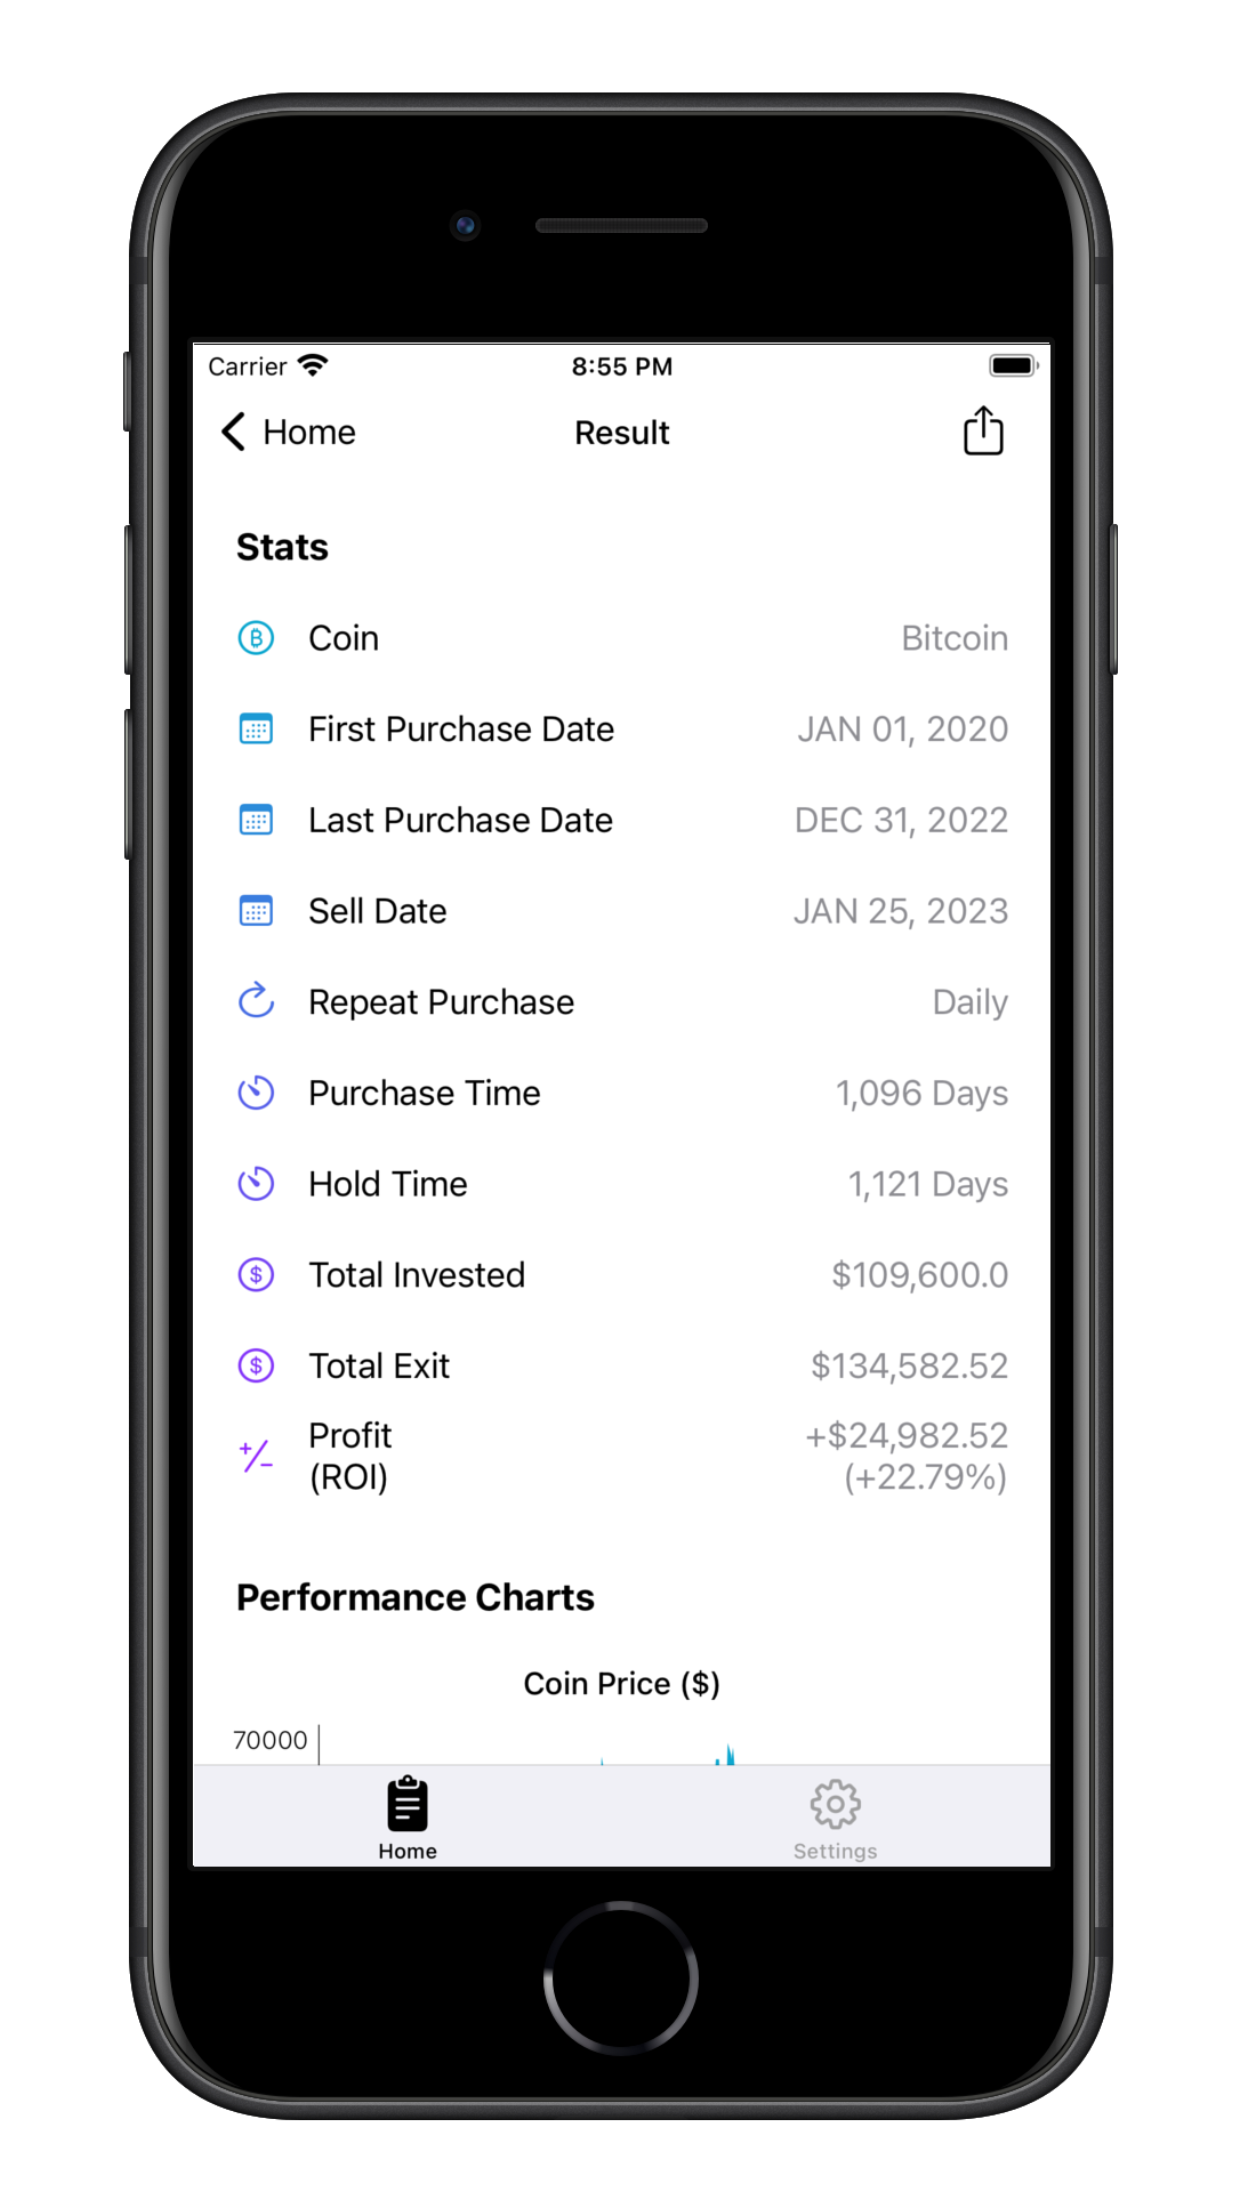 Carrier
8:55 PM
Home
Result
Stats
Coin
Bitcoin
First Purchase Date
JAN 01, 2020
Last Purchase Date
DEC 31, 2022
Sell Date
JAN 25, 2023
Repeat Purchase
Daily
Purchase Time
1,096 Days
Hold Time
1,121 Days
Total Invested
$109,600.0
Total Exit
$134,582.52
Profit
(ROI)
+$24,982.52
(+22.79%)
Performance Charts
Coin Price ($)
70000
Home
Settings